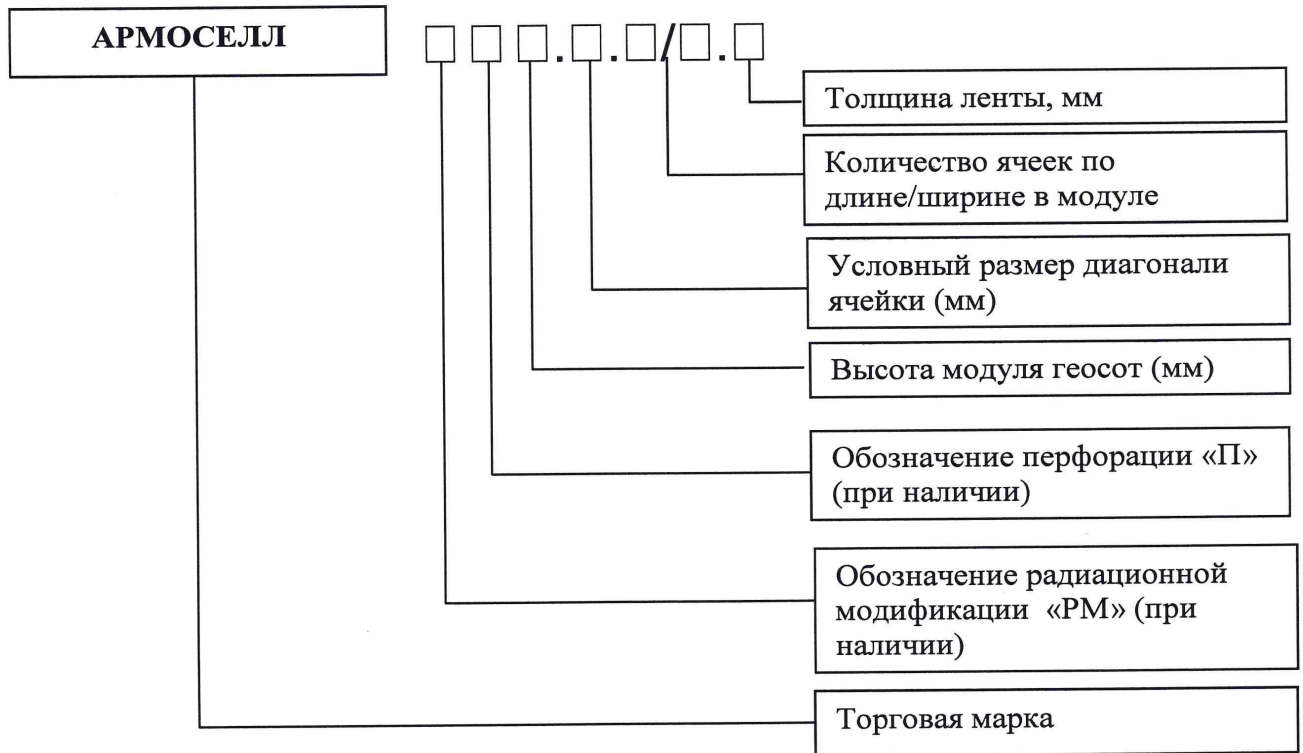 АРМОСЕЛЛ □ □ □.□.□/□.□
Толщина ленты, мм
Количество ячеек по
длине/ширине в модуле
Условный размер диагонали
ячейки (мм)
Высота модуля геосот (мм)
Обозначение перфорации «П»
(при наличии)
Обозначение радиационной
модификации «РМ» (при
наличии)
Торговая марка